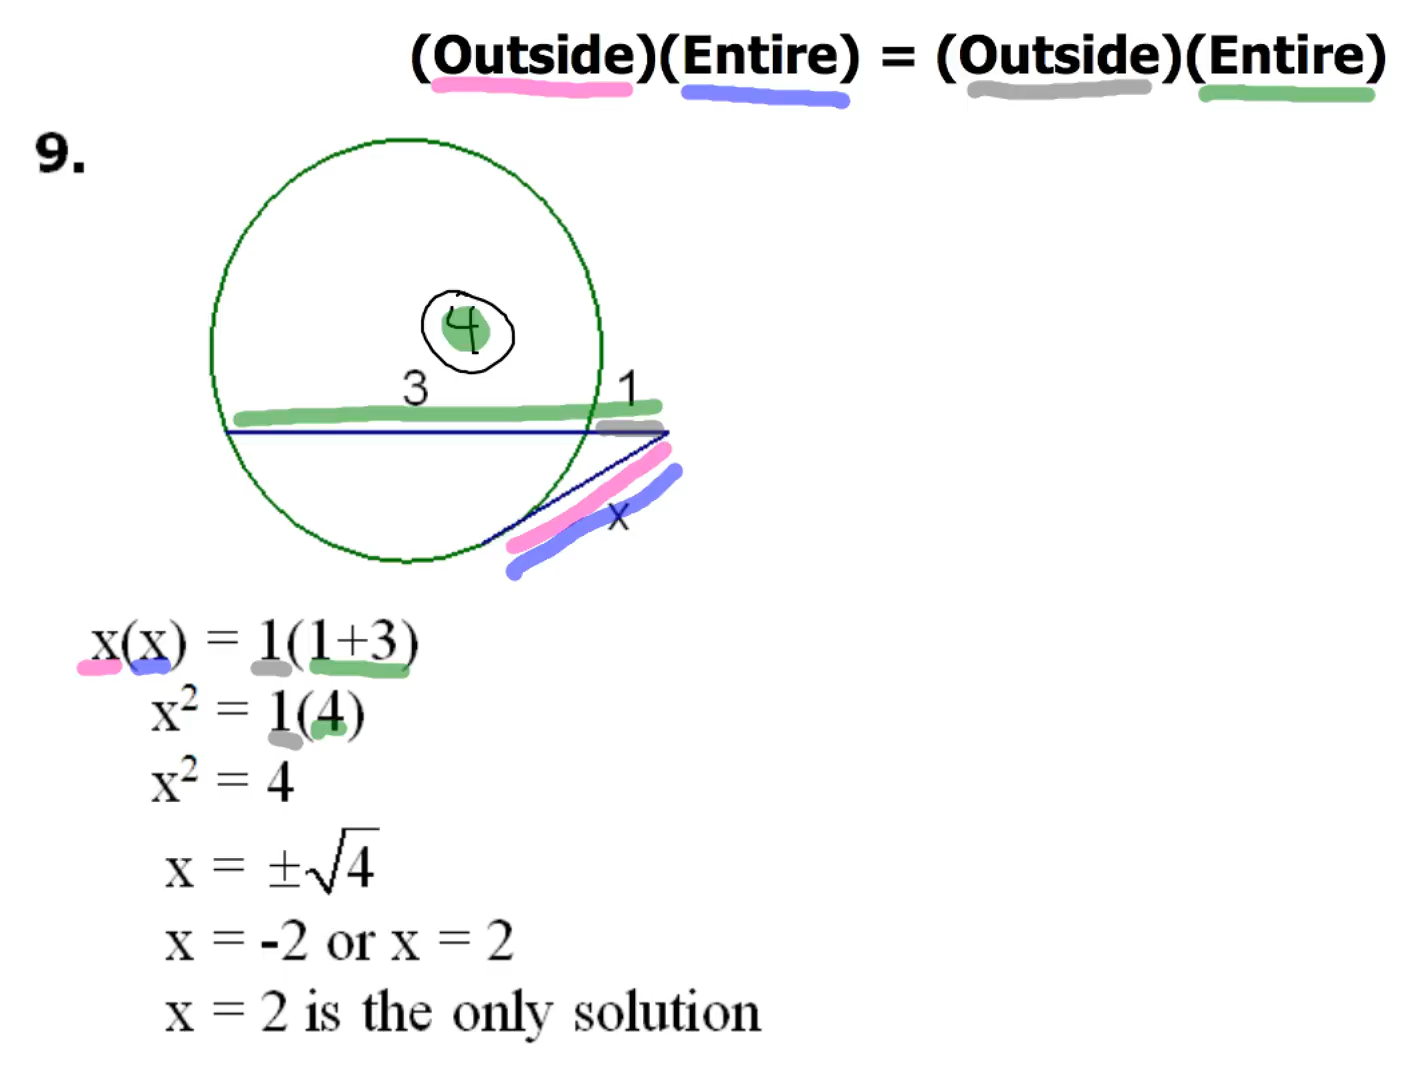 (Outside)(Entire) = (Outside)(Entire)
9.
4
3 1
x
x(x) = 1(1+3)
x² = 1(4)
x² = 4
x = ±√4
x = -2 or x = 2
x = 2 is the only solution